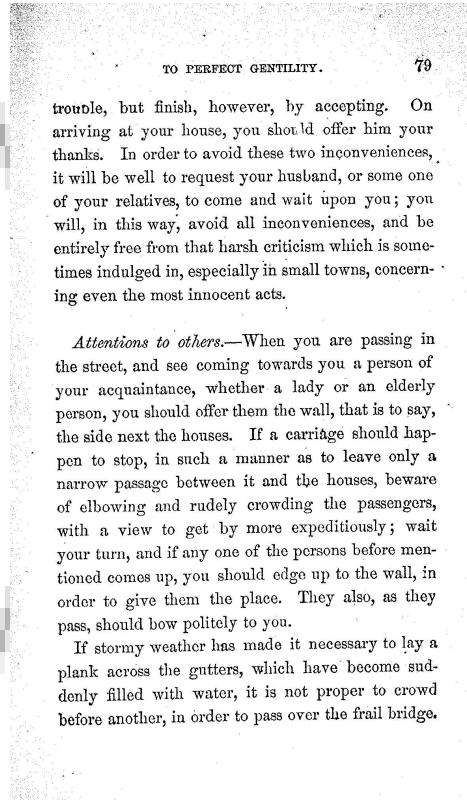 TO PERFECT GENTILITY. 79
trouble, but finish, however, by accepting. On
arriving at your house, you should offer him your
thanks. In order to avoid these two inconveniences,
it will be well to request your husband, or some one
of your relatives, to come and wait upon you; you
will, in this way, avoid all inconveniences, and be
entirely free from that harsh criticism which is some-
times indulged in, especially in small towns, concern-
ing even the most innocent acts.
Attentions to others.—When you are passing in
the street, and see coming towards you a person of
your acquaintance, whether a lady or an elderly
person, you should offer them the wall, that is to say,
the side next the houses. If a carriage should hap-
pen to stop, in such a manner as to leave only a
narrow passage between it and the houses, beware
of elbowing and rudely crowding the passengers,
with a view to get by more expeditiously; wait
your turn, and if any one of the persons before men-
tioned comes up, you should edge up to the wall, in
order to give them the place. They also, as they
pass, should bow politely to you.
If stormy weather has made it necessary to lay a
plank across the gutters, which have become sud-
denly filled with water, it is not proper to crowd
before another, in order to pass over the frail bridge.